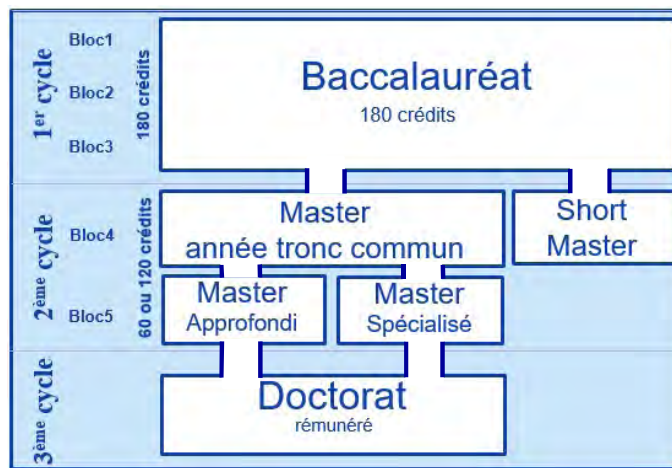 1er cycle
Bloc1
Bloc2
Bloc3
180 crédits
Baccalauréat
180 crédits
2ème cycle
Bloc4
Bloc5
60 ou 120 crédits
Master
année tronc commun
Short
Master
Master
Approfondi
Master
Spécialisé
3ème cycle
Doctorat
rémunéré